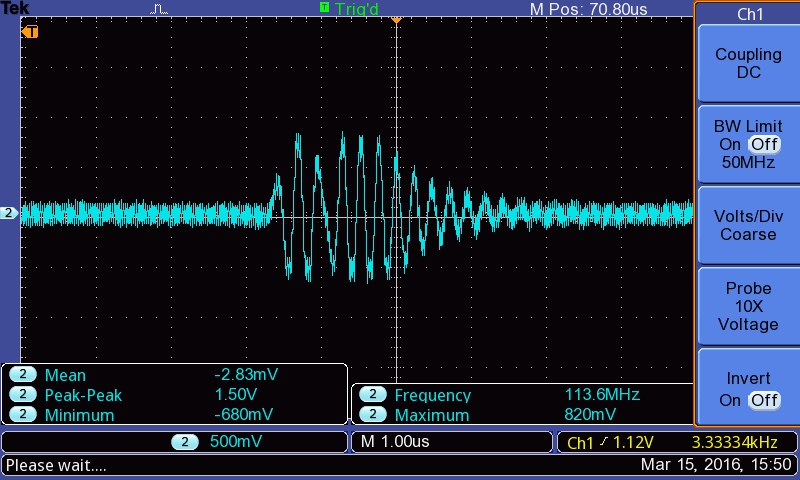 Tek
T Trig'd
M Pos: 70.80us
Ch1
T
Coupling
DC
BW Limit
On Off
50MHz
2
Volts/Div
Coarse
Probe
10X
Voltage
Invert
On Off
2 Mean -2.83mV
2 Peak-Peak 1.50V
2 Minimum -680mV
2 Frequency 113.6MHz
2 Maximum 820mV
2 500mV
M 1.00us
Ch1 1.12V 3.33334kHz
Please wait....
Mar 15, 2016, 15:50